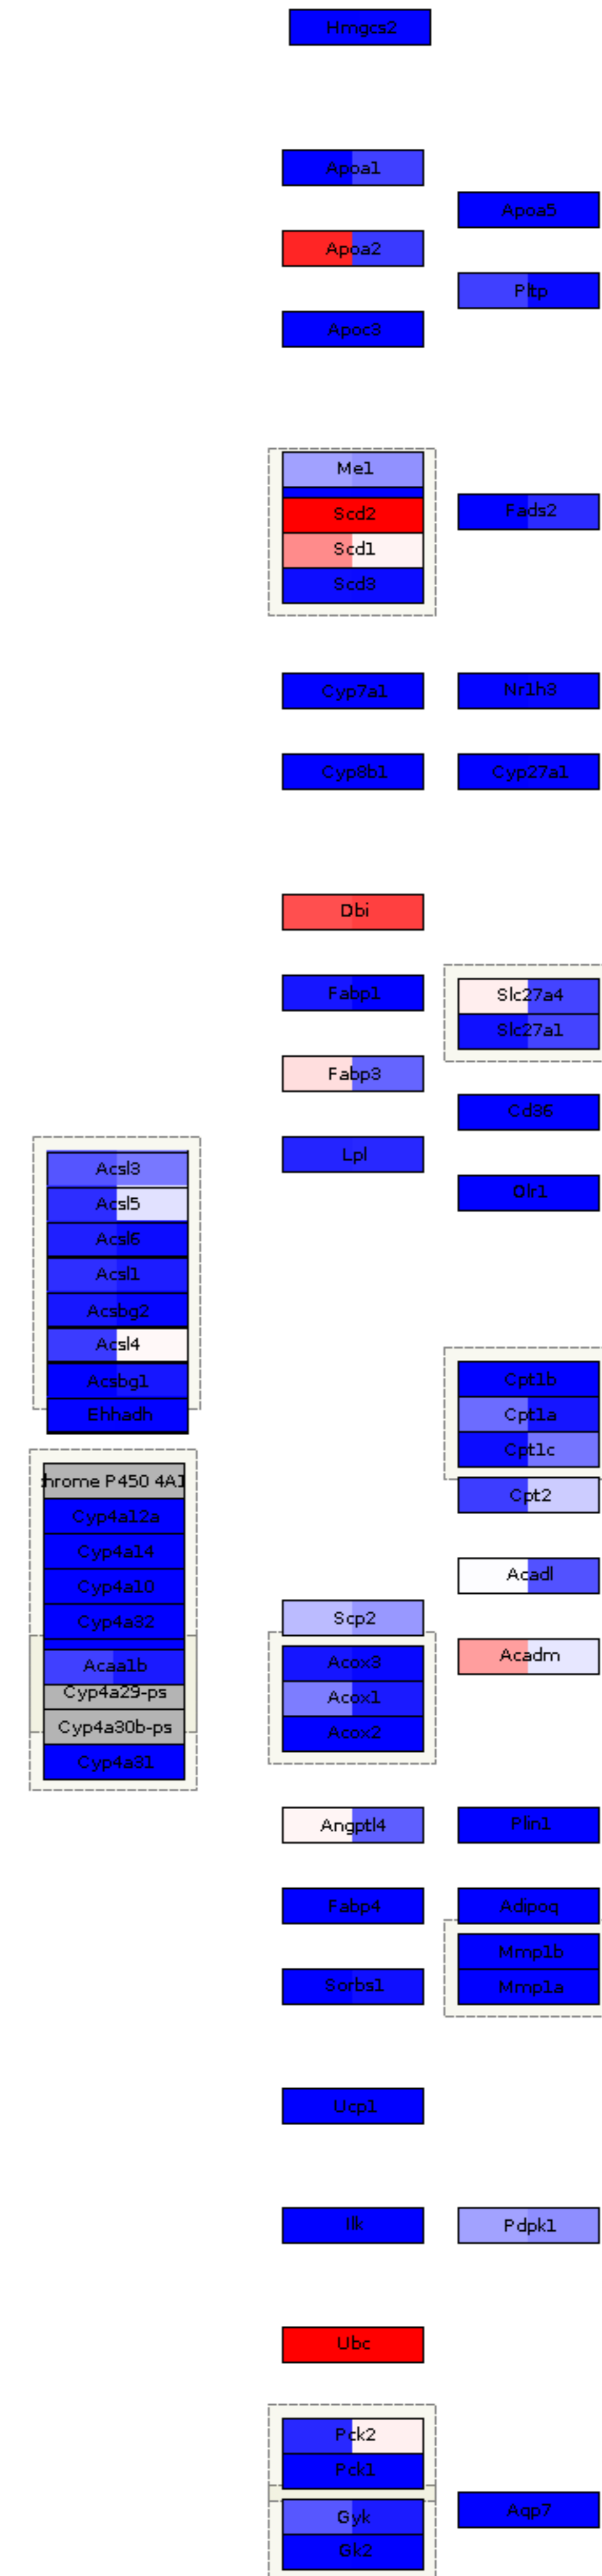 Hmgcs2
Apoa1
Apoa5
Apoa2
Pltp
Apoc3
Me1
Scd2
Fads2
Scd1
Scd3
Cyp7a1
Nr1h3
Cyp8b1
Cyp27a1
Dbi
Fabp1
Slc27a4
Slc27a1
Fabp3
Cd36
Lpl
Olr1
Acsl3
Acsl5
Acsl6
Acsl1
Acsbg2
Acsl4
Acsbg1
Ehhadh
Cpt1b
Cpt1a
Cpt1c
Cpt2
hrome P450 4A1
Cyp4a12a
Cyp4a14
Cyp4a10
Cyp4a32
Acaa1b
Cyp4a29-ps
Cyp4a30b-ps
Cyp4a31
Acadl
Scp2
Acadm
Acox3
Acox1
Acox2
Angptl4
Plin1
Fabp4
Adipoq
Mmp1b
Mmp1a
Sorbs1
Ucp1
Ilk
Pdpk1
Ubc
Pck2
Pck1
Gyk
Aqp7
Gk2